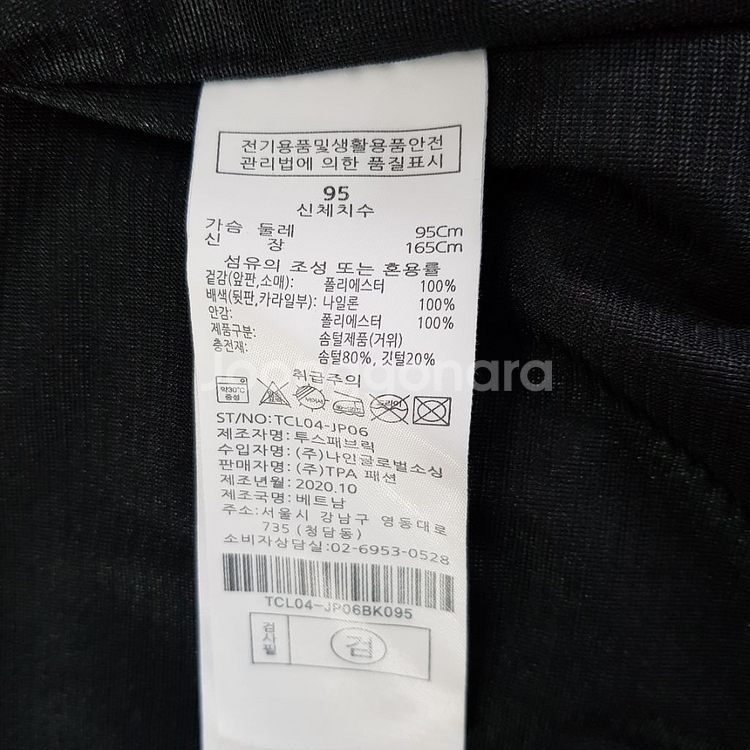 전기용품및생활용품안전
관리법에 의한 품질표시
95
신체치수
가슴 둘레 95Cm
신 장 165Cm
섬유의 조성 또는 혼용률
겉감(앞판,소매): 폴리에스터 100%
배색(뒷판,카라일부): 나일론 100%
안감: 폴리에스터 100%
제품구분: 솜털제품(거위)
충전재: 솜털80%, 깃털20%
취급주의
약30℃
중성
드라이
ST/NO:TCL04-JP06
제조자명:투스패브릭
수입자명:(주)나인글로벌소싱
판매자명:(주)TPA 패션
제조년월:2020.10
제조국명:베트남
주소:서울시 강남구 영동대로
735 (청담동)
소비자상담실:02-6953-0528
TCL04-JP06BK095
검사필
검
Joonggonara